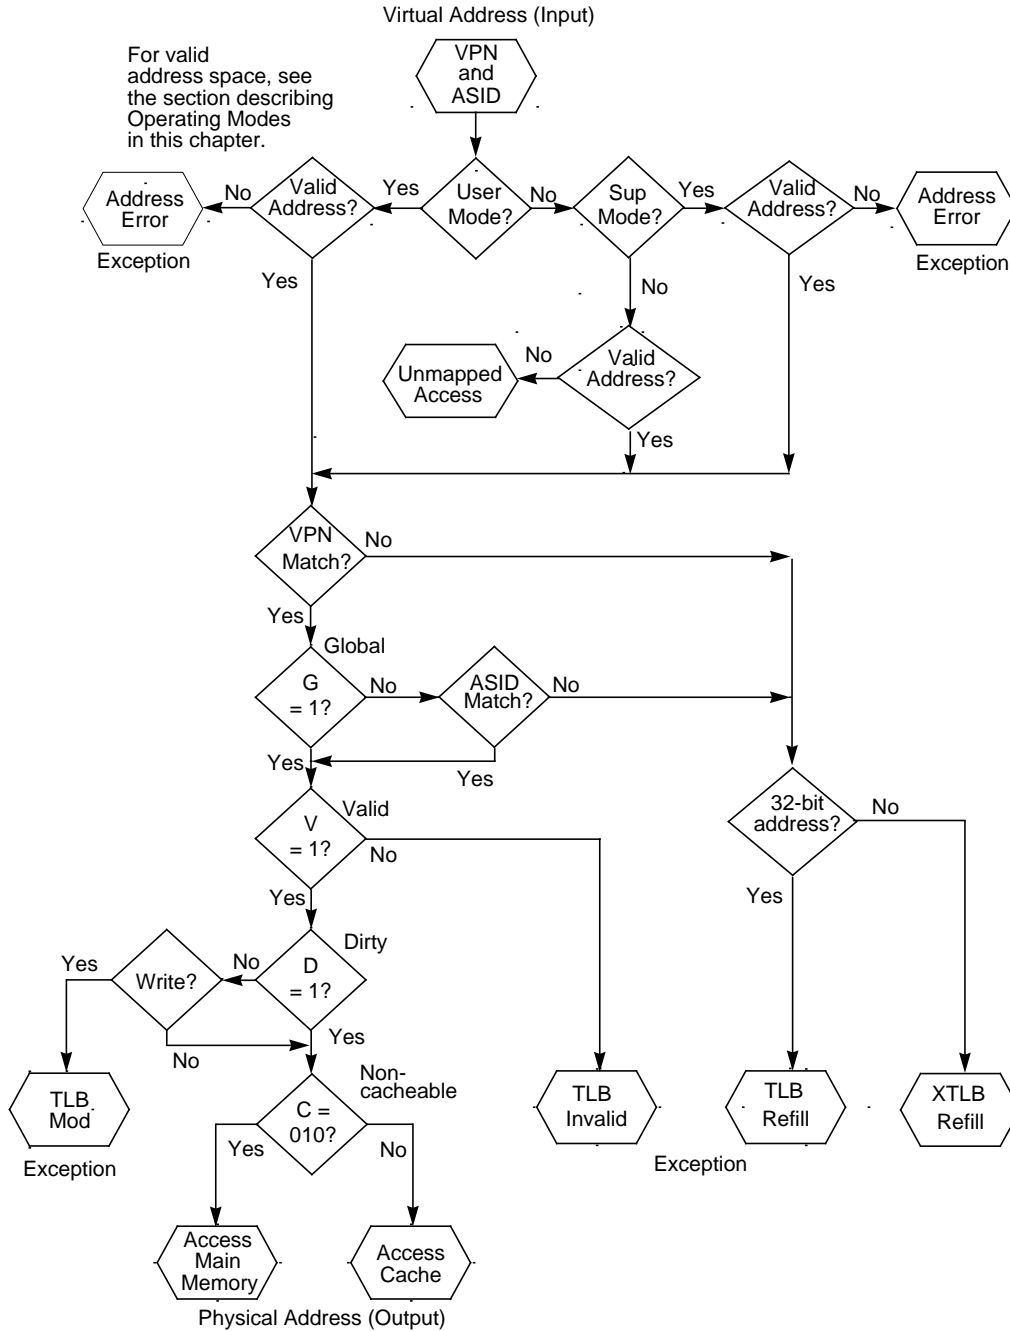 Virtual Address (Input)
For valid
address space, see
the section describing
Operating Modes
in this chapter.
VPN
and
ASID
Address
Error
Exception
No
Valid
Address?
Yes
User
Mode?
No
Sup
Mode?
Yes
Valid
Address?
No
Address
Error
Exception
Yes
No
Yes
Unmapped
Access
No
Valid
Address?
Yes
VPN
Match?
No
Yes
Global
G
= 1?
No
ASID
Match?
No
Yes
Yes
Valid
V
= 1?
No
Yes
32-bit
address?
No
Yes
Dirty
D
= 1?
No
Write?
Yes
No
Yes
Non-
cacheable
C =
010?
Yes
No
TLB
Mod
Exception
TLB
Invalid
TLB
Refill
XTLB
Refill
Exception
Access
Main
Memory
Access
Cache
Physical Address (Output)